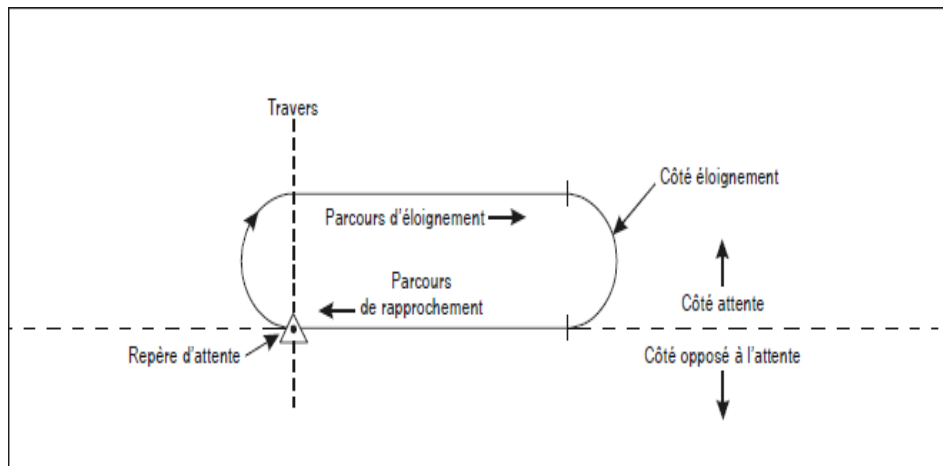 Travers
Côté éloignement
Parcours d'éloignement
Parcours
de rapprochement
Côté attente
Repère d'attente
Côté opposé à l'attente